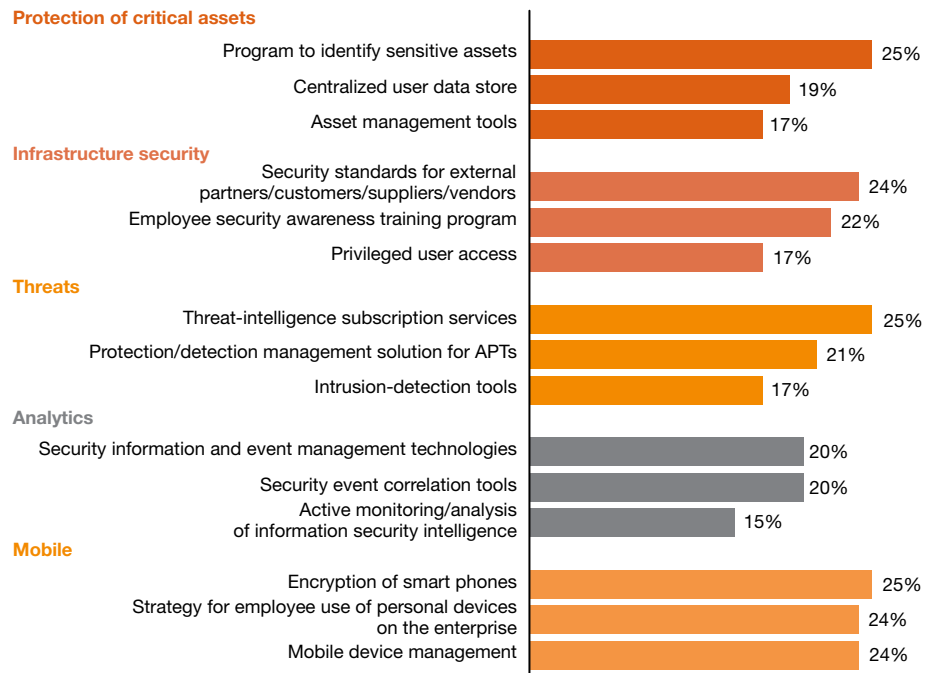 Protection of critical assets
Program to identify sensitive assets
25%
Centralized user data store
19%
Asset management tools
17%
Infrastructure security
Security standards for external
partners/customers/suppliers/vendors
24%
Employee security awareness training program
22%
Privileged user access
17%
Threats
Threat-intelligence subscription services
25%
Protection/detection management solution for APTs
21%
Intrusion-detection tools
17%
Analytics
Security information and event management technologies
20%
Security event correlation tools
20%
Active monitoring/analysis
of information security intelligence
15%
Mobile
Encryption of smart phones
25%
Strategy for employee use of personal devices
on the enterprise
24%
Mobile device management
24%